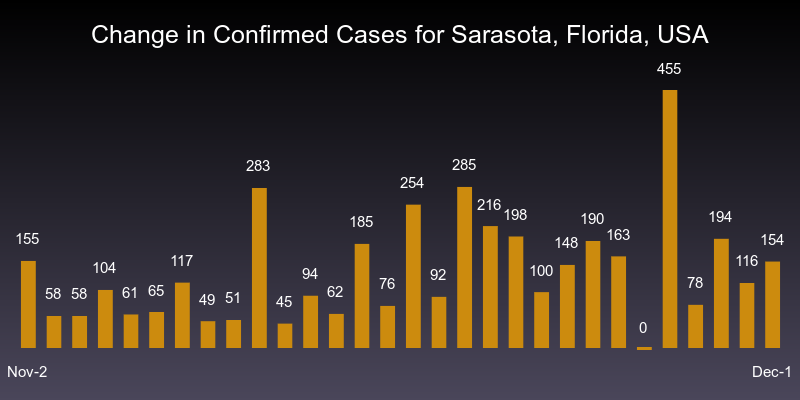 Change in Confirmed Cases for Sarasota, Florida, USA
155 58 58 104 61 65 117 49 51 283 45 94 62 185 76 254 92 285 216 198 100 148 190 163 0 455 78 194 116 154
Nov-2 Dec-1